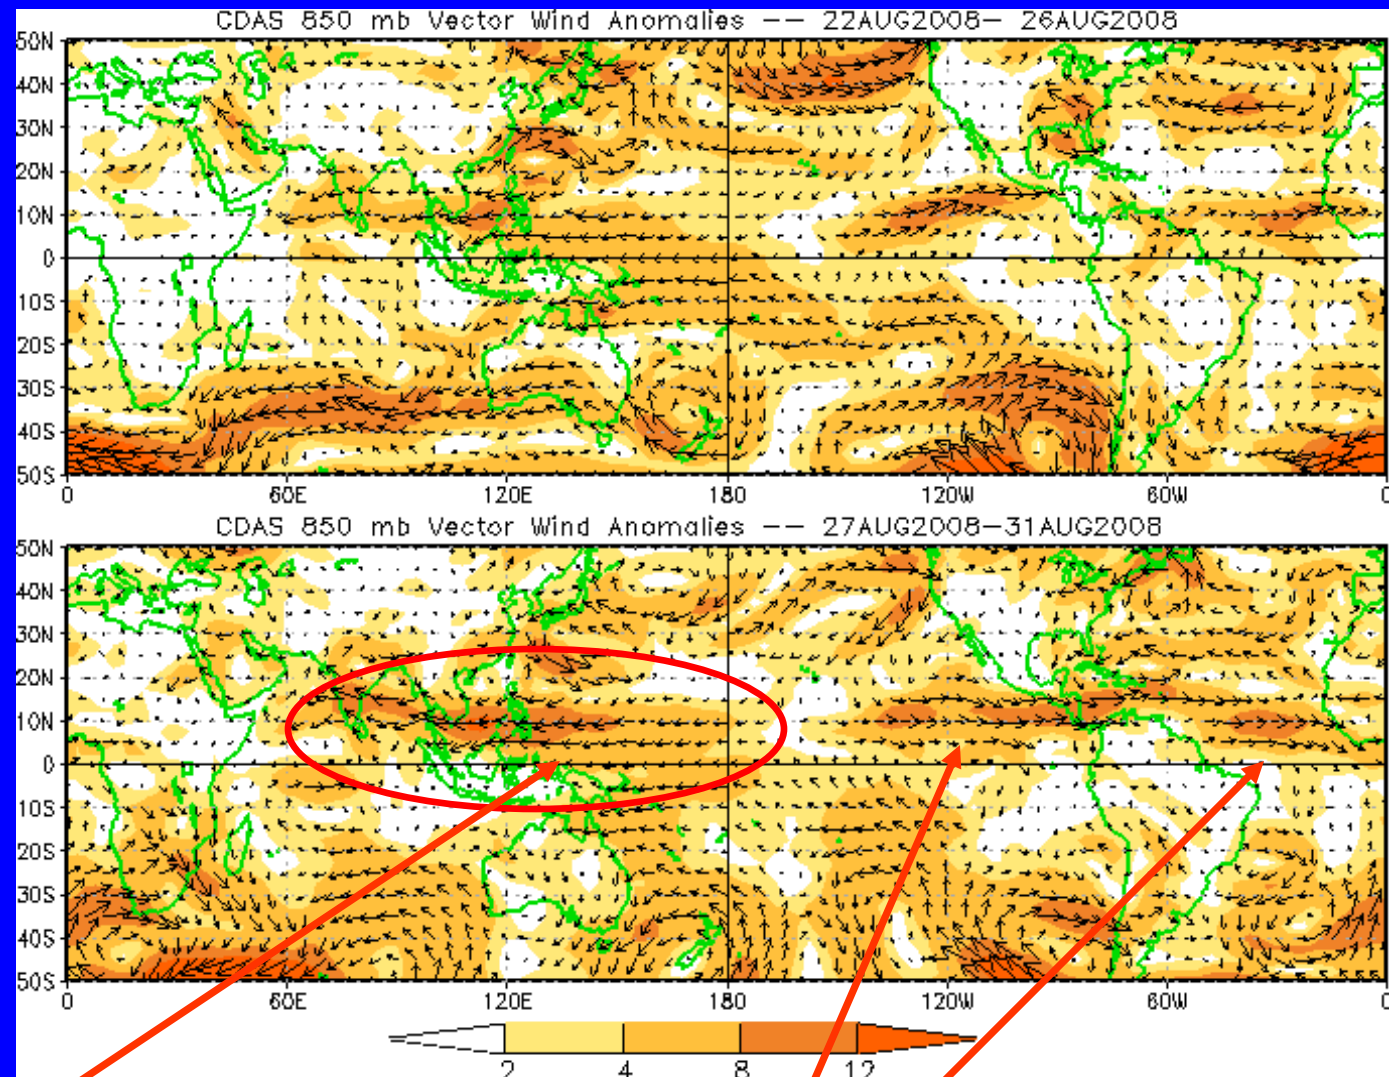 CDAS 850 mb Vector Wind Anomalies -- 22AUG2008- 26AUG2008
50N
40N
30N
20N
10N
0
10S
20S
30S
40S
50S
0 60E 120E 180 120W 60W 0
CDAS 850 mb Vector Wind Anomalies -- 27AUG2008-31AUG2008
50N
40N
30N
20N
10N
0
10S
20S
30S
40S
50S
0 60E 120E 180 120W 60W 0
2 4 8 12